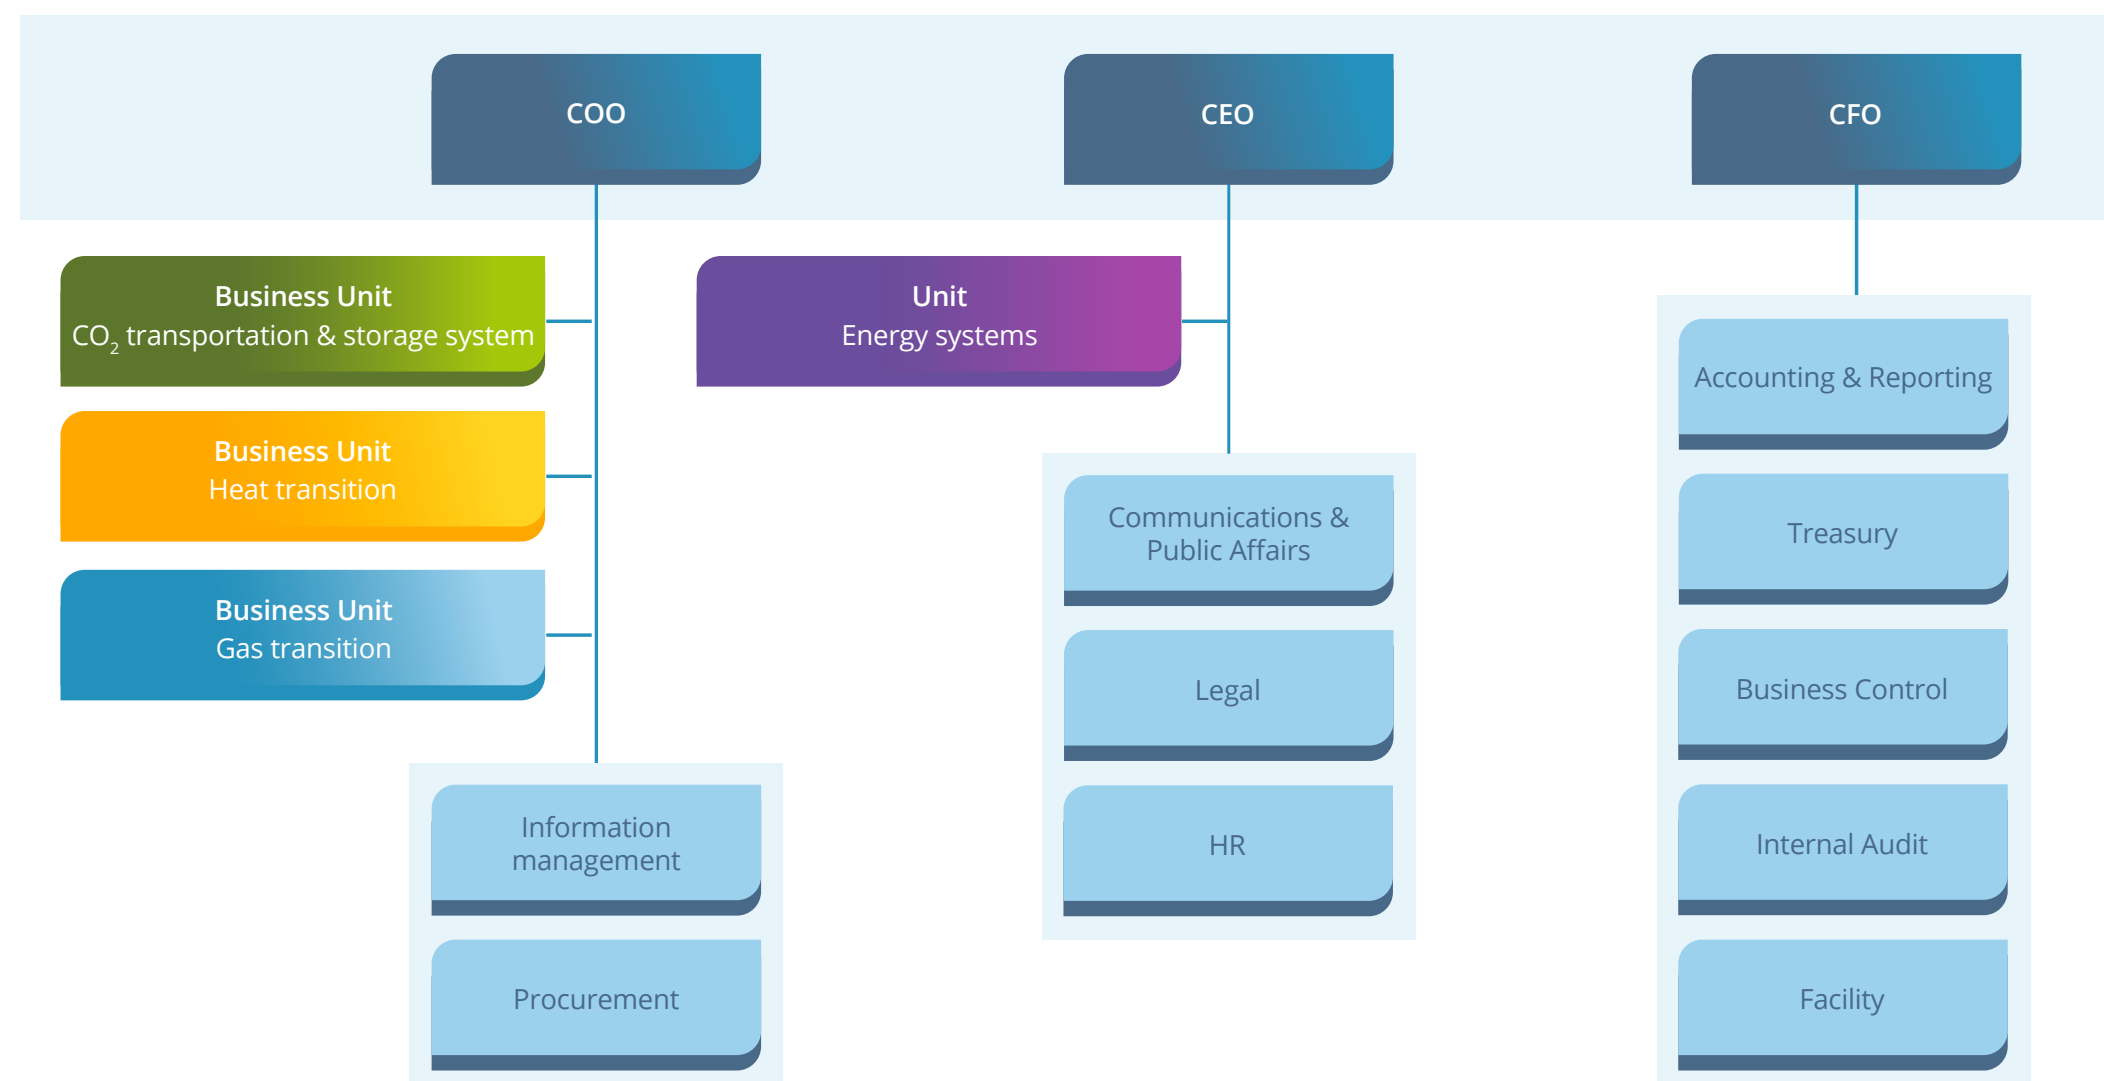 COO
CEO
CFO
Business Unit
CO₂ transportation & storage system
Business Unit
Heat transition
Business Unit
Gas transition
Information
management
Procurement
Unit
Energy systems
Communications &
Public Affairs
Legal
HR
Accounting & Reporting
Treasury
Business Control
Internal Audit
Facility